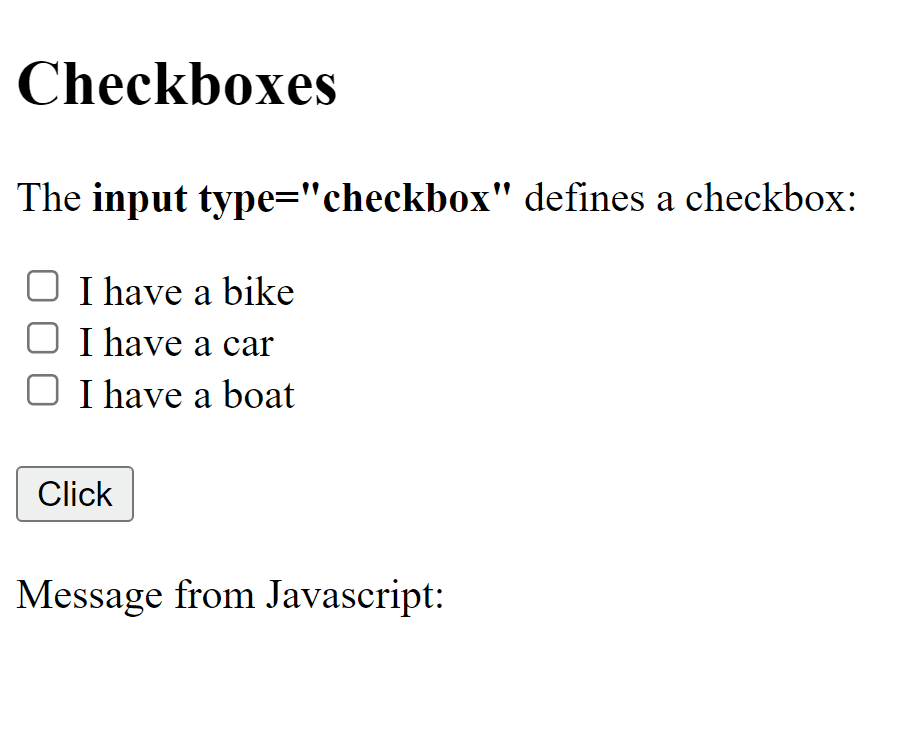 Checkboxes
The input type="checkbox" defines a checkbox:
I have a bike
I have a car
I have a boat
Click
Message from Javascript: